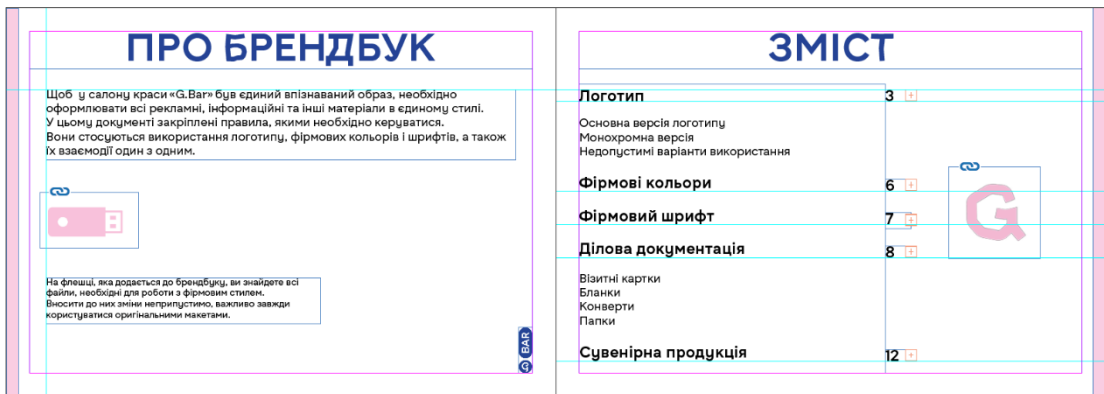 ПРО БРЕНДБУК
Щоб у салону краси «G.Bar» був єдиний впізнаваний образ, необхідно
оформлювати всі рекламні, інформаційні та інші матеріали в єдиному стилі.
У цьому документі закріплені правила, якими необхідно керуватися.
Вони стосуються використання логотипу, фірмових кольорів і шрифтів, а також
їх взаємодії один з одним.
На флешці, яка додається до брендбуку, ви знайдете всі
файли, необхідні для роботи з фірмовим стилем.
Вносити до них зміни неприпустимо, важливо завжди
користуватися оригінальними макетами.
G BAR
ЗМІСТ
Логотип 3
Основна версія логотипу
Монохромна версія
Недопустимі варіанти використання
Фірмові кольори 6
Фірмовий шрифт 7
Ділова документація 8
Візитні картки
Бланки
Конверти
Папки
Сувенірна продукція 12
G